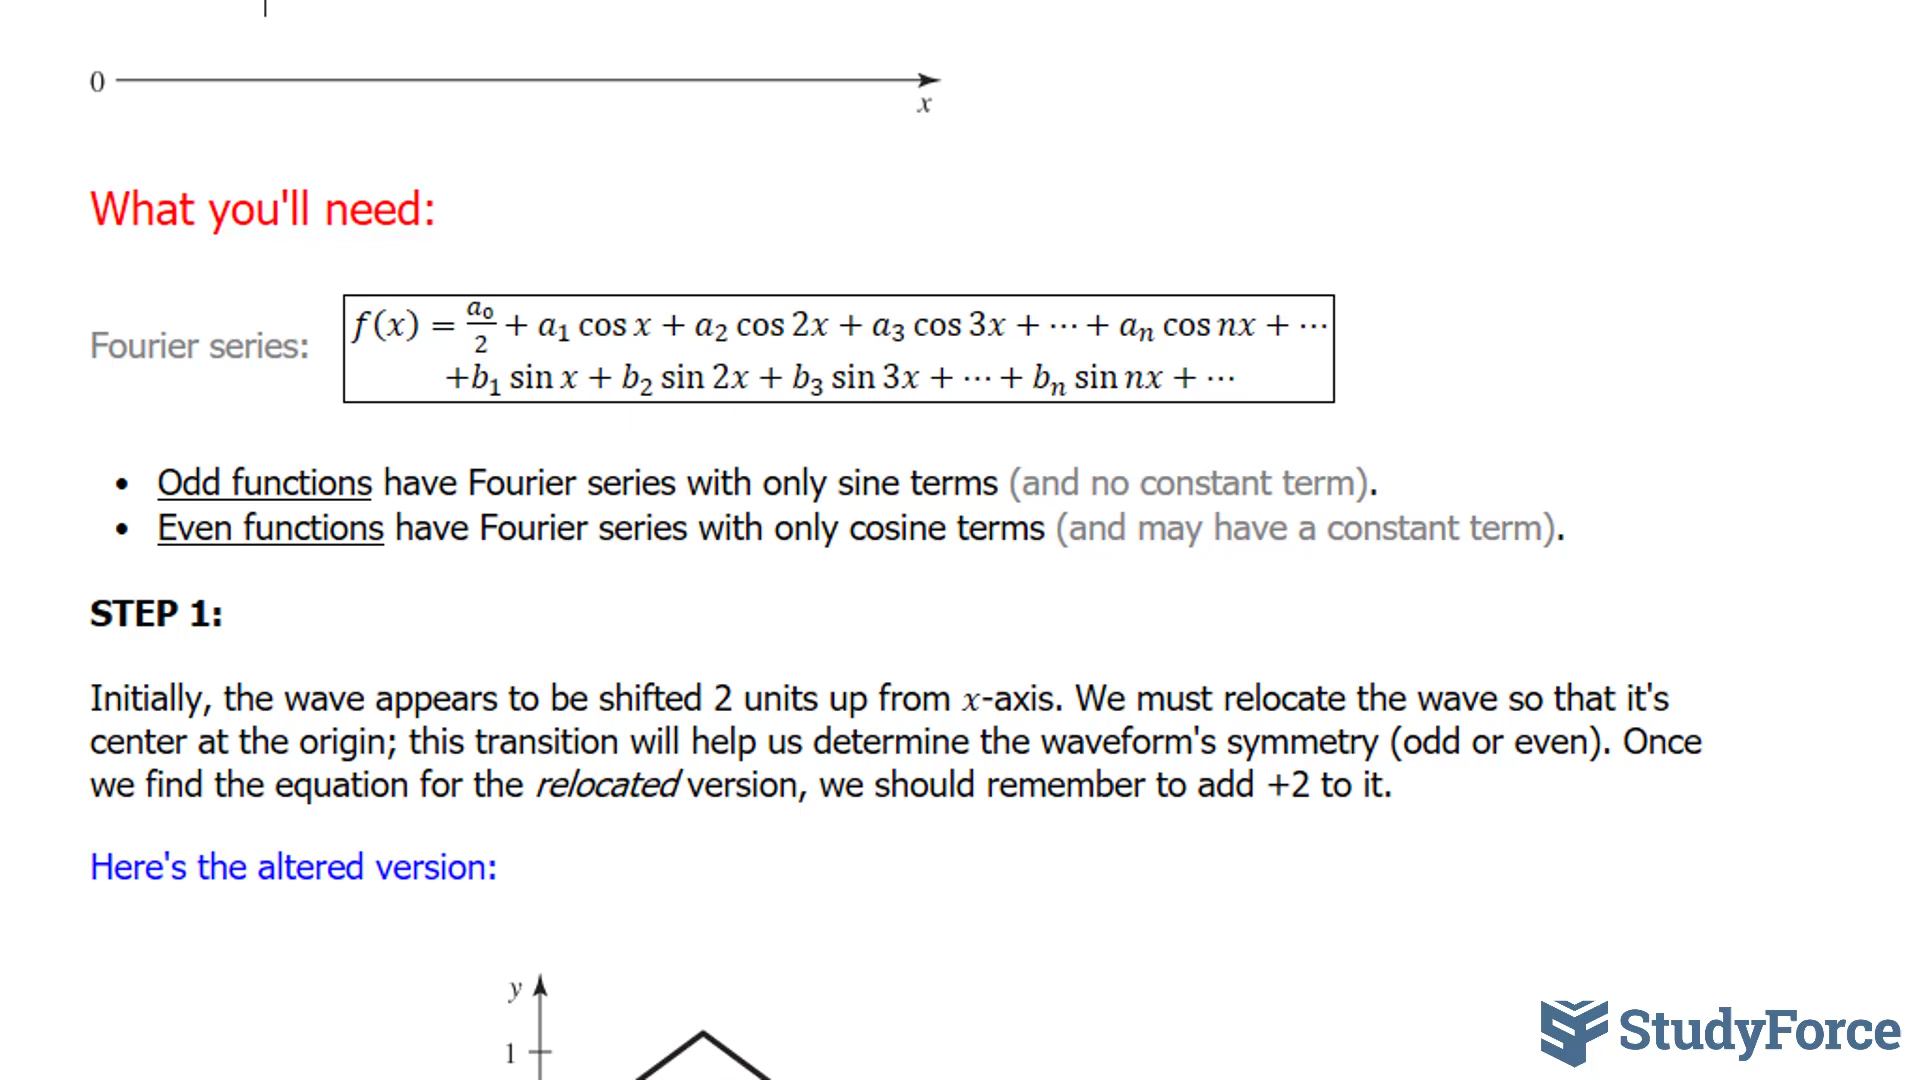 0
x
What you'll need:
Fourier series:
f(x) = a₀/2 + a₁ cos x + a₂ cos 2x + a₃ cos 3x + ⋯ + aₙ cos nx + ⋯
+b₁ sin x + b₂ sin 2x + b₃ sin 3x + ⋯ + bₙ sin nx + ⋯
• Odd functions have Fourier series with only sine terms (and no constant term).
• Even functions have Fourier series with only cosine terms (and may have a constant term).
STEP 1:
Initially, the wave appears to be shifted 2 units up from x-axis. We must relocate the wave so that it's
center at the origin; this transition will help us determine the waveform's symmetry (odd or even). Once
we find the equation for the relocated version, we should remember to add +2 to it.
Here's the altered version:
y
1
StudyForce